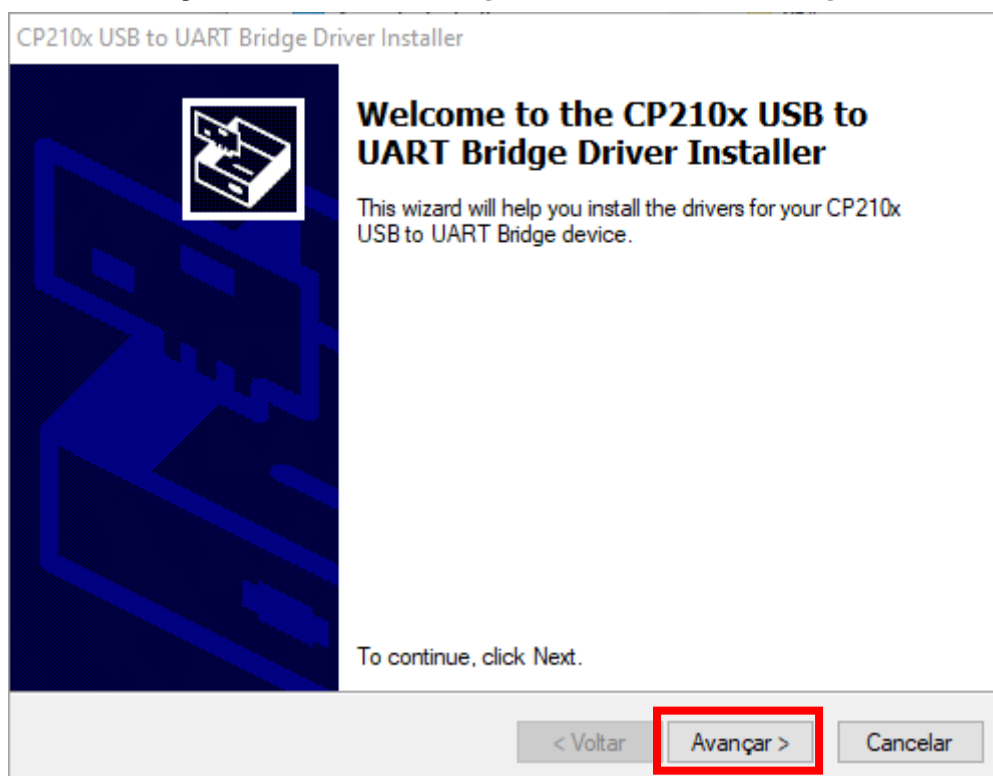 CP210x USB to UART Bridge Driver Installer
Welcome to the CP210x USB to
UART Bridge Driver Installer
This wizard will help you install the drivers for your CP210x
USB to UART Bridge device.
To continue, click Next.
< Voltar
Avançar >
Cancelar